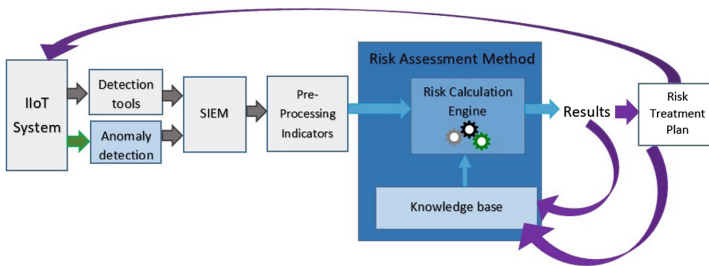 Risk Assessment Method
IIoT
System
Detection
tools
Anomaly
detection
SIEM
Pre-
Processing
Indicators
Risk Calculation
Engine
Knowledge base
Results
Risk
Treatment
Plan